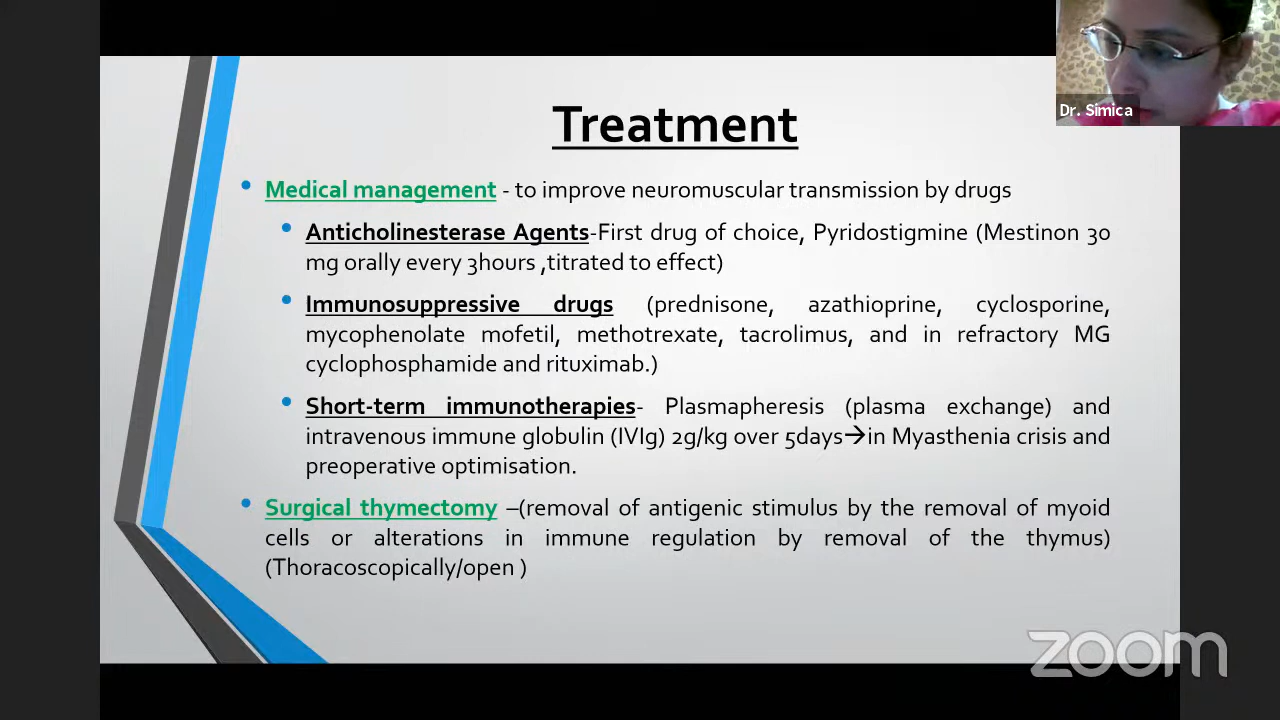 Dr. Simica
Treatment
Medical management - to improve neuromuscular transmission by drugs
Anticholinesterase Agents-First drug of choice, Pyridostigmine (Mestinon 30
mg orally every 3hours ,titrated to effect)
Immunosuppressive drugs (prednisone, azathioprine, cyclosporine,
mycophenolate mofetil, methotrexate, tacrolimus, and in refractory MG
cyclophosphamide and rituximab.)
Short-term immunotherapies- Plasmapheresis (plasma exchange) and
intravenous immune globulin (IVIg) 2g/kg over 5days→in Myasthenia crisis and
preoperative optimisation.
Surgical thymectomy –(removal of antigenic stimulus by the removal of myoid
cells or alterations in immune regulation by removal of the thymus)
(Thoracoscopically/open )
zoom